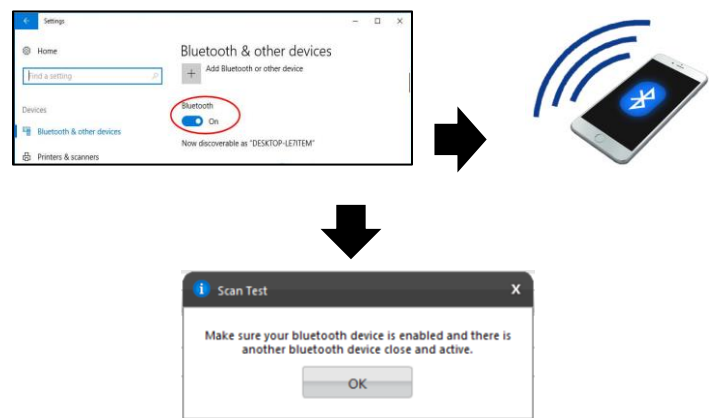 Settings
Home
Bluetooth & other devices
Find a setting
Add Bluetooth or other device
Devices
Bluetooth
On
Bluetooth & other devices
Now discoverable as "DESKTOP-LE7ITEM"
Printers & scanners
Scan Test
X
Make sure your bluetooth device is enabled and there is
another bluetooth device close and active.
OK